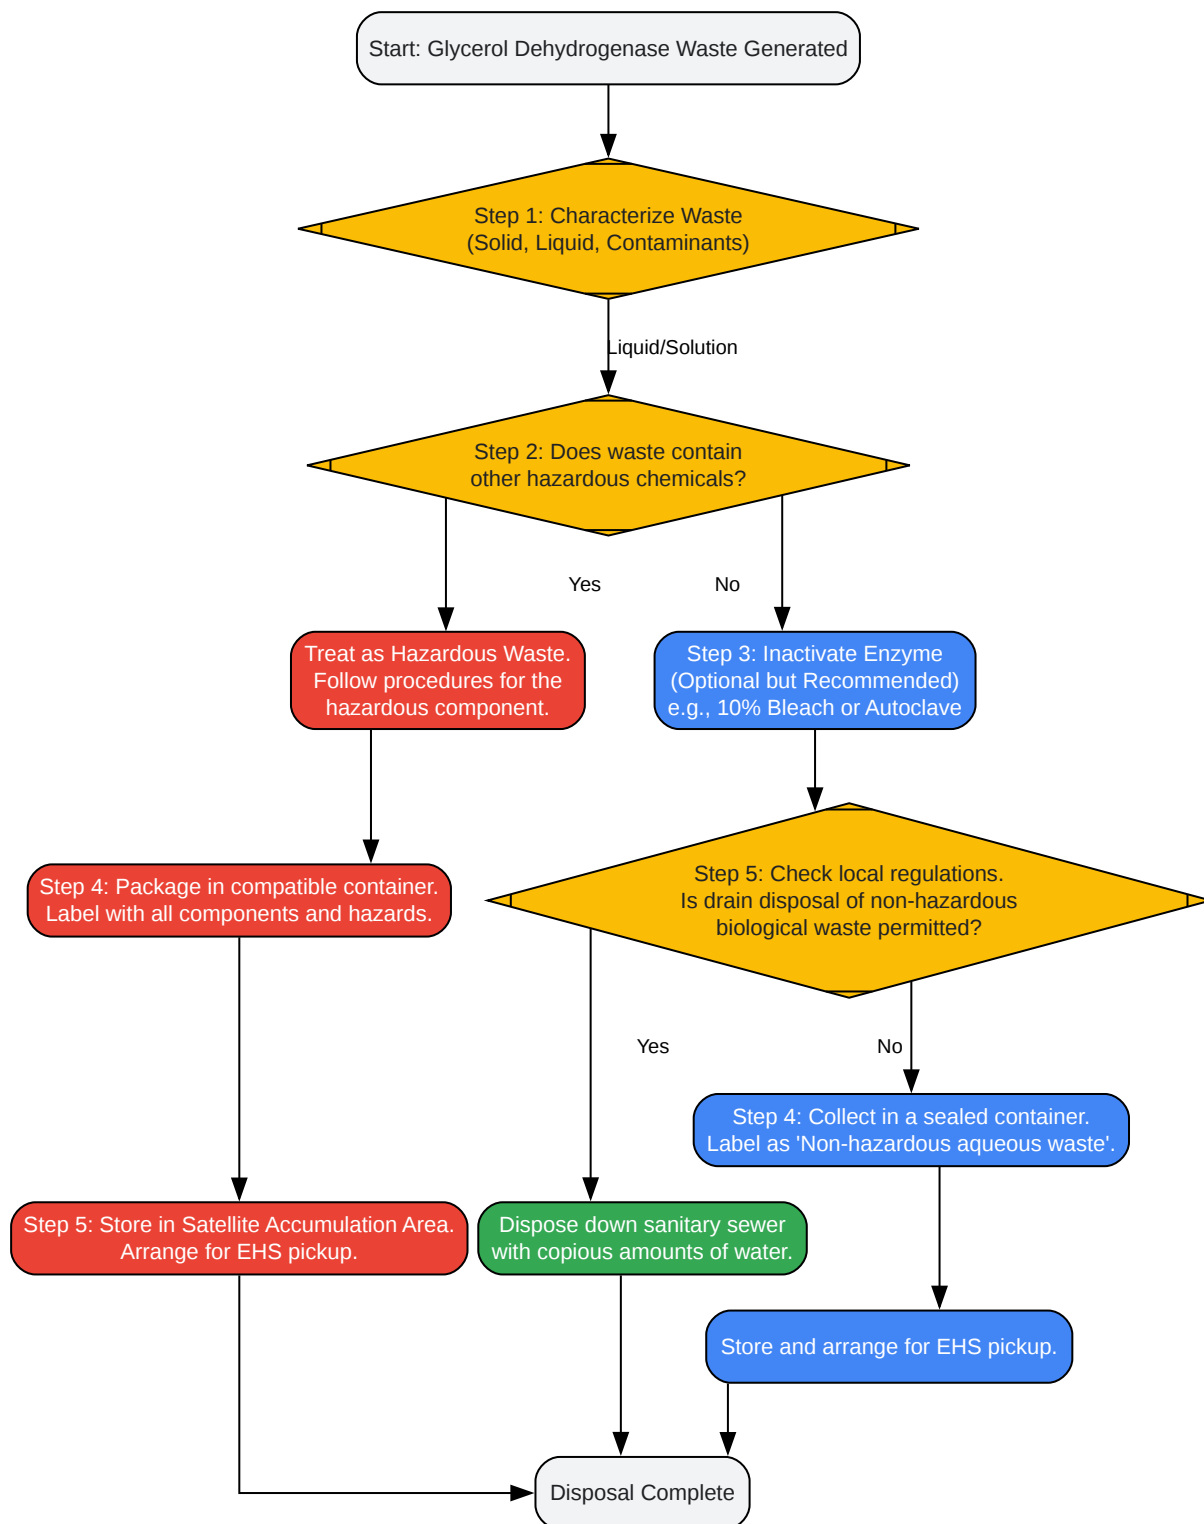 Start: Glycerol Dehydrogenase Waste Generated
Step 1: Characterize Waste
(Solid, Liquid, Contaminants)
Liquid/Solution
Step 2: Does waste contain
other hazardous chemicals?
Yes
No
Treat as Hazardous Waste.
Follow procedures for the
hazardous component.
Step 3: Inactivate Enzyme
(Optional but Recommended)
e.g., 10% Bleach or Autoclave
Step 4: Package in compatible container.
Label with all components and hazards.
Step 5: Check local regulations.
Is drain disposal of non-hazardous
biological waste permitted?
Yes
No
Step 4: Collect in a sealed container.
Label as 'Non-hazardous aqueous waste'.
Step 5: Store in Satellite Accumulation Area.
Arrange for EHS pickup.
Dispose down sanitary sewer
with copious amounts of water.
Store and arrange for EHS pickup.
Disposal Complete